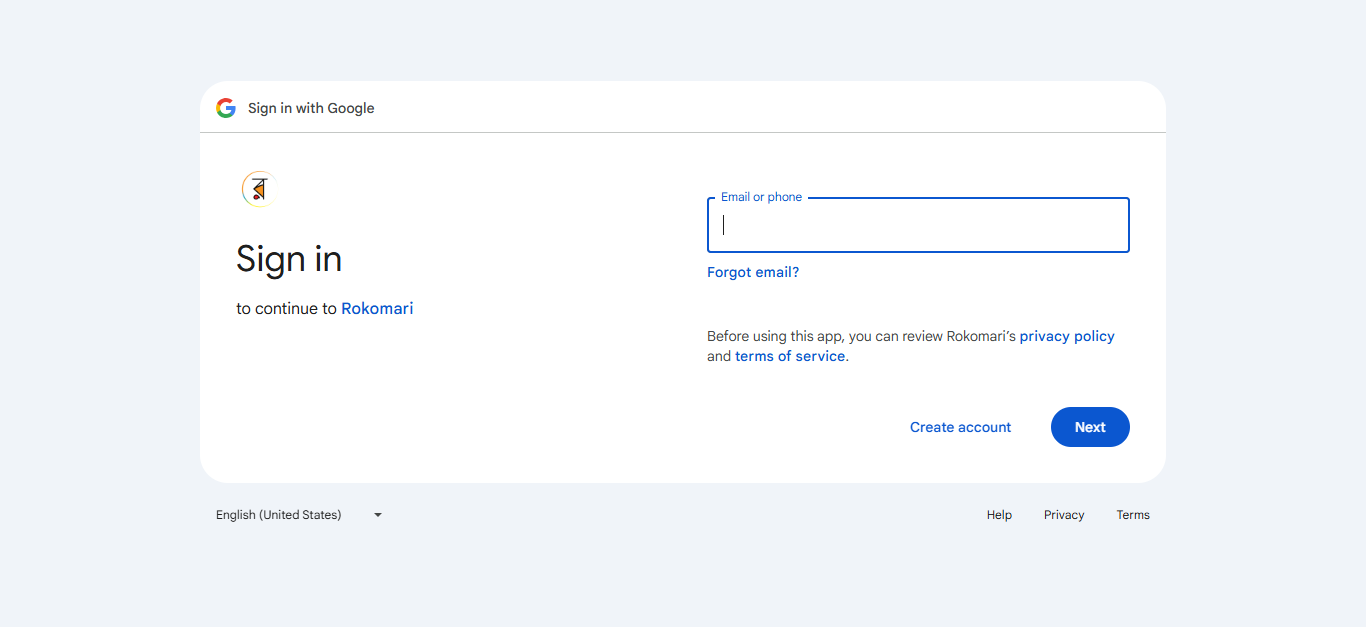 Sign in with Google
র
Sign in
to continue to Rokomari
Email or phone
Forgot email?
Before using this app, you can review Rokomari’s privacy policy
and terms of service.
Create account
Next
English (United States)
Help
Privacy
Terms